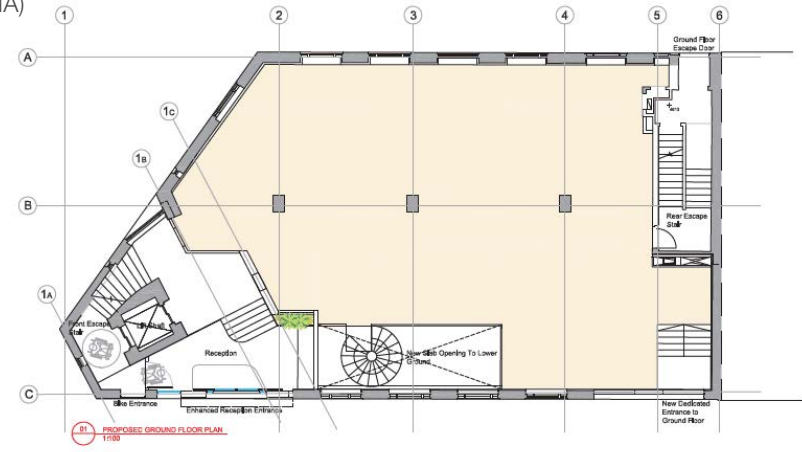 IA)
1
2
3
4
5
6
Ground Floor
Escape Door
A
1C
1B
B
Rear Escape
Stair
1A
Front Escape
Stair
Lift Shaft
Reception
New Slab Opening To Lower
Ground
C
Bike Entrance
Enhanced Reception Entrance
New Dedicated
Entrance to
Ground Floor
01
PROPOSED GROUND FLOOR PLAN
1:100